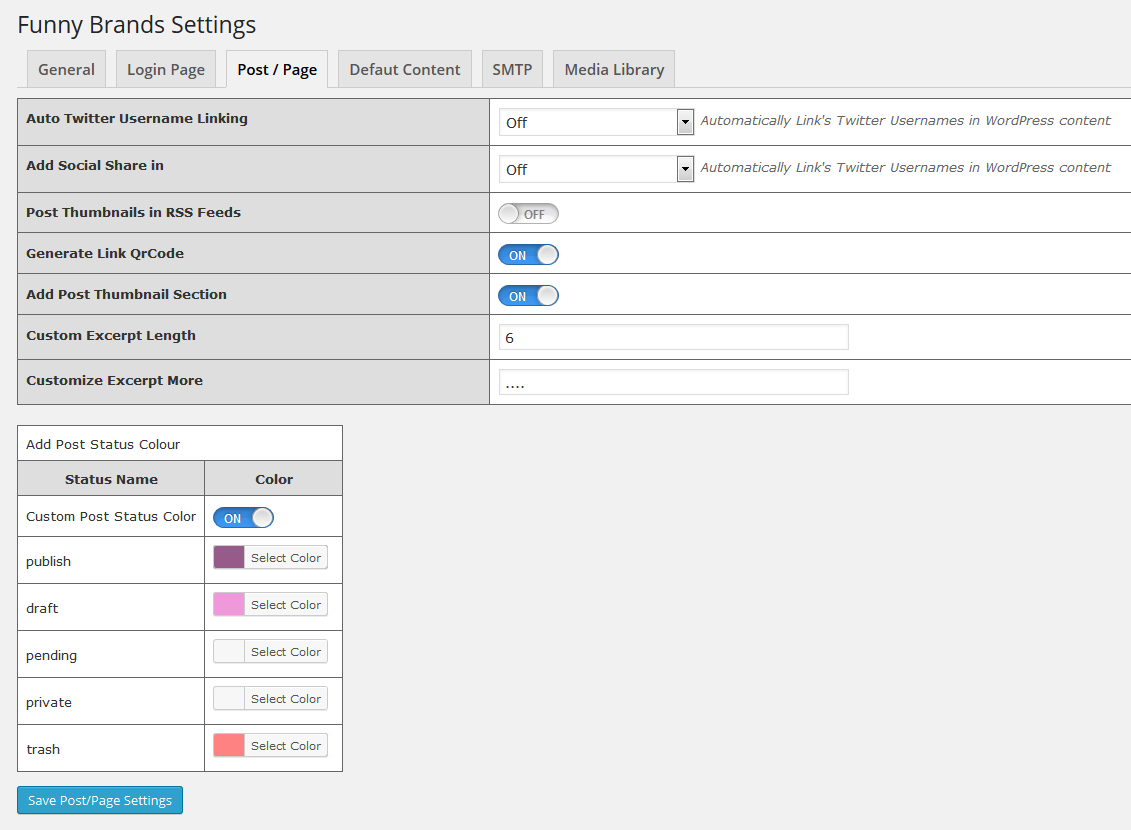 Funny Brands Settings
General Login Page Post / Page Defaut Content SMTP Media Library
Auto Twitter Username Linking Off Automatically Link's Twitter Usernames in WordPress content
Add Social Share in Off Automatically Link's Twitter Usernames in WordPress content
Post Thumbnails in RSS Feeds OFF
Generate Link QrCode ON
Add Post Thumbnail Section ON
Custom Excerpt Length 6
Customize Excerpt More ....
Add Post Status Colour
Status Name Color
Custom Post Status Color ON
publish Select Color
draft Select Color
pending Select Color
private Select Color
trash Select Color
Save Post/Page Settings